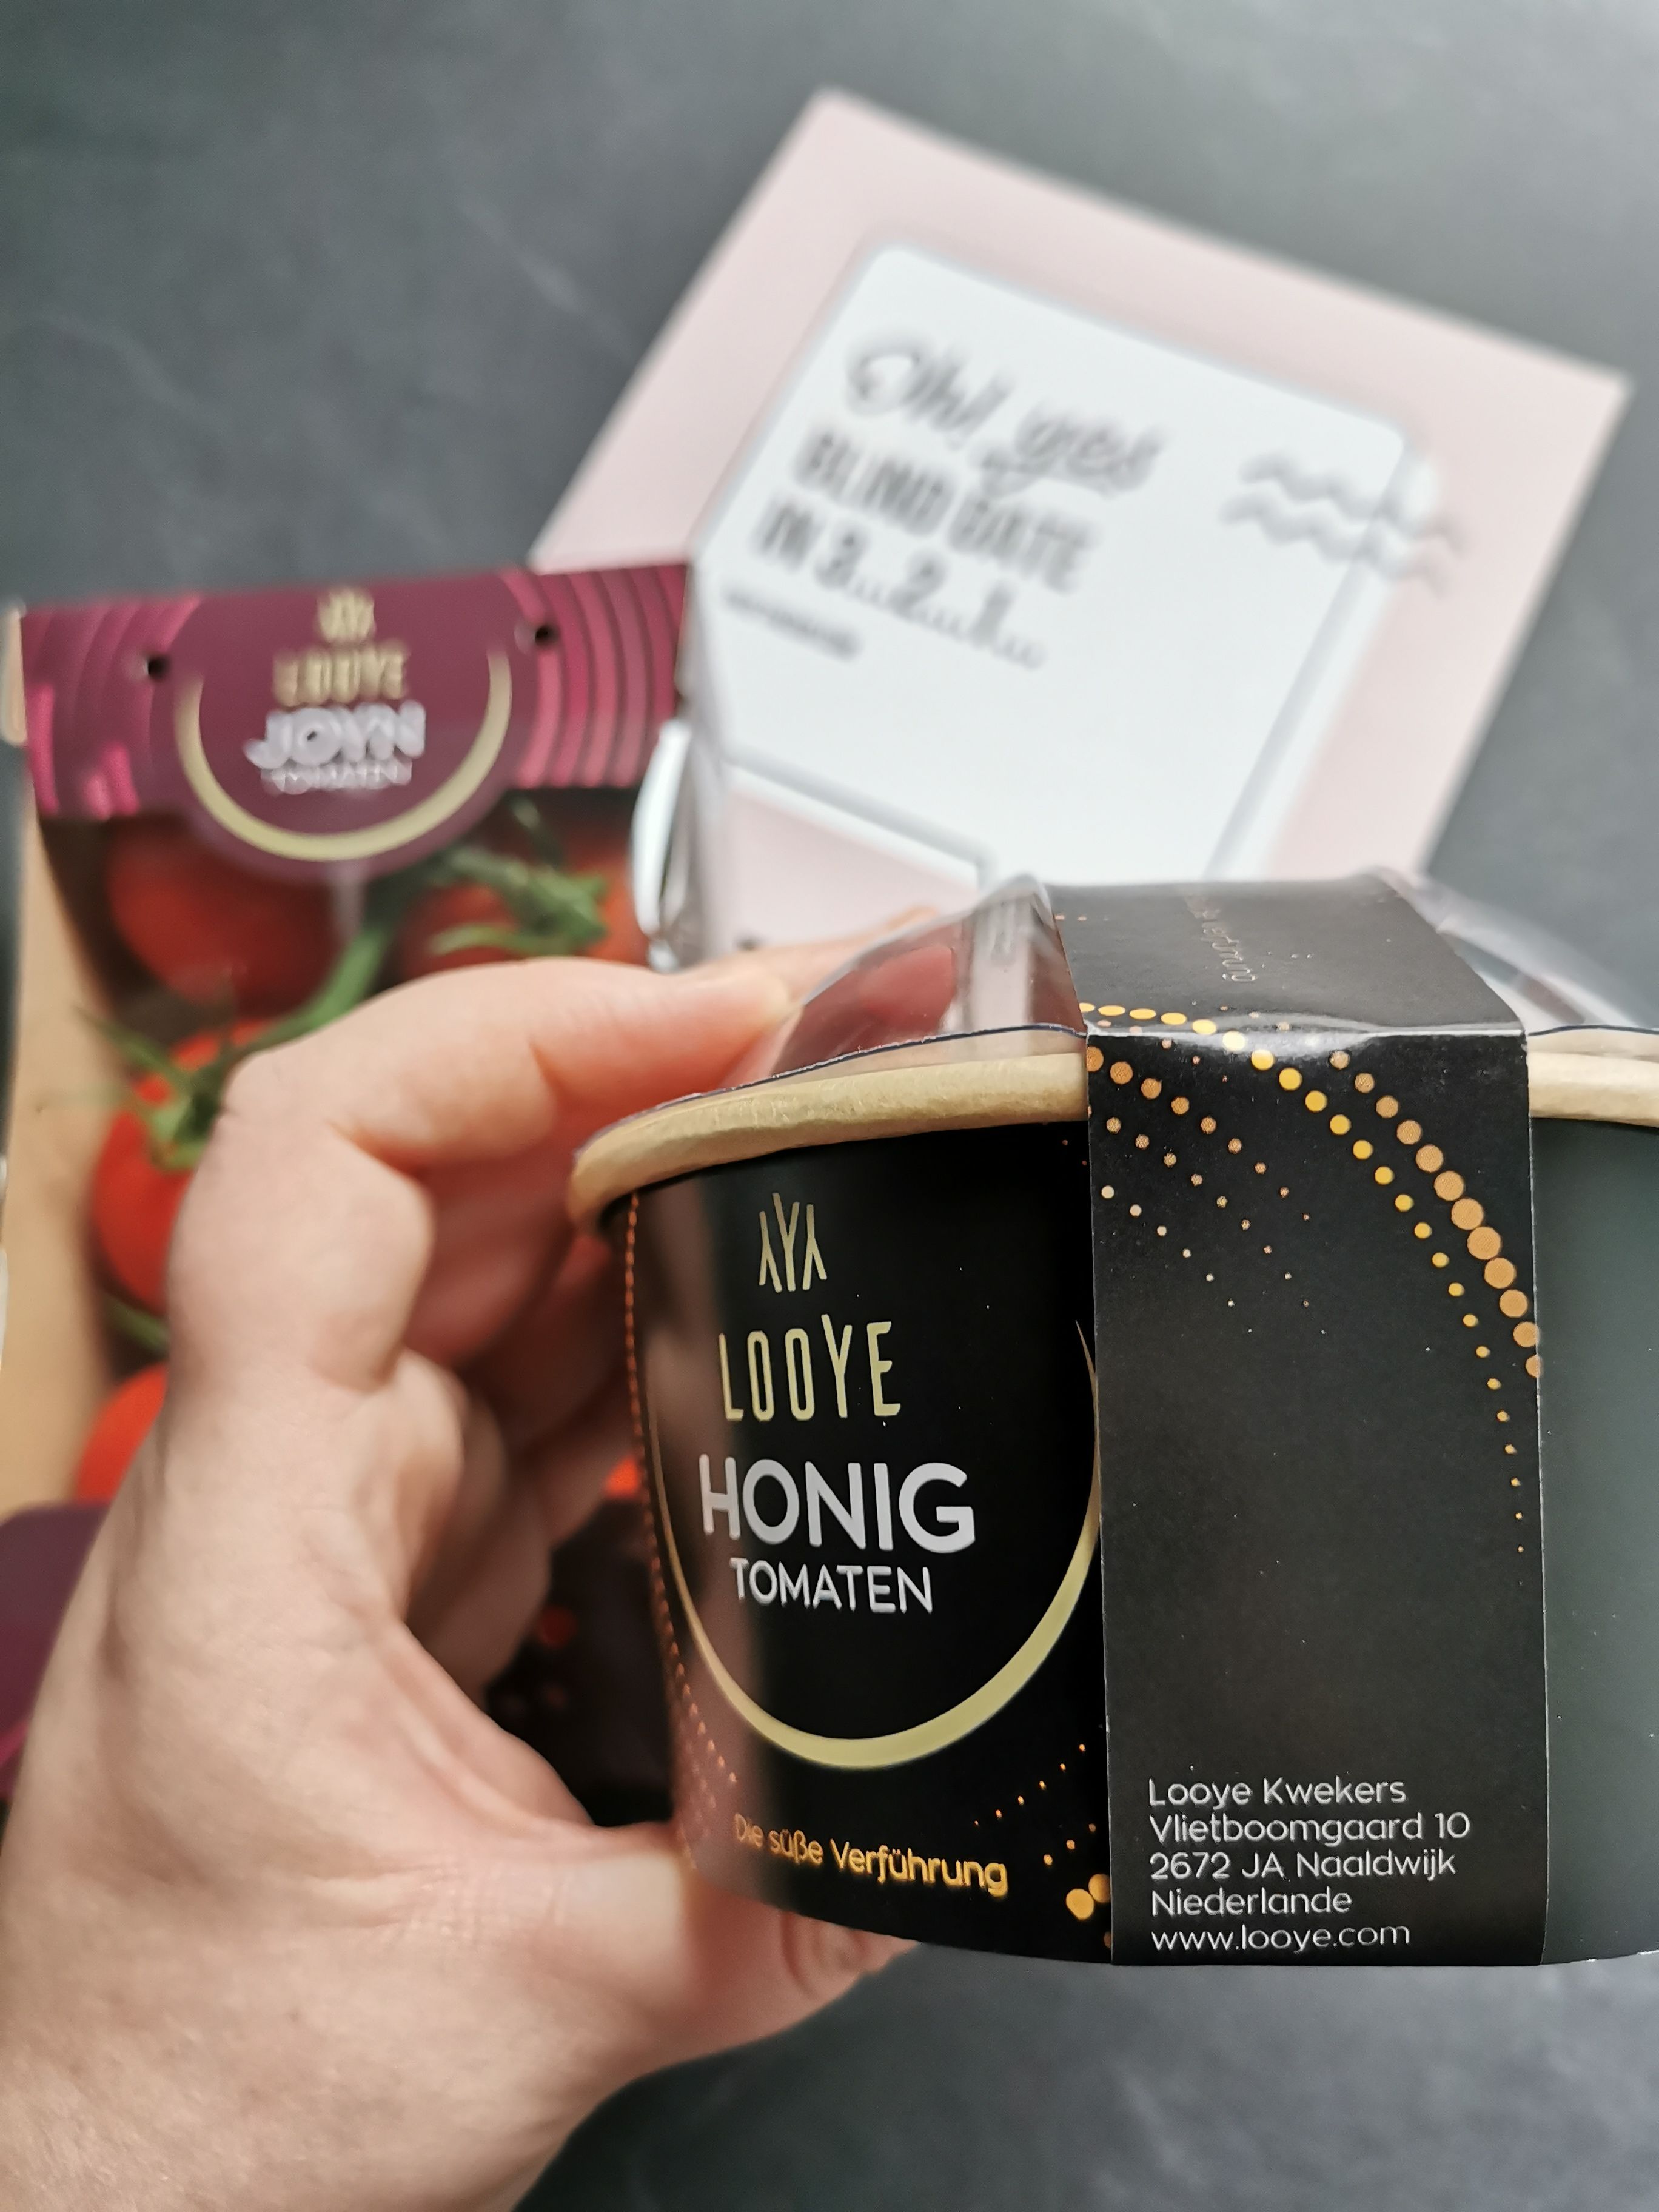 Oh! yes
BLIND DATE
IN 3...2...1...
LOOYE
JOYN
TOMATEN
LOOYE
HONIG
TOMATEN
Die süße Verführung
Looye Kwekers
Vlietboomgaard 10
2672 JA Naaldwijk
Niederlande
www.looye.com